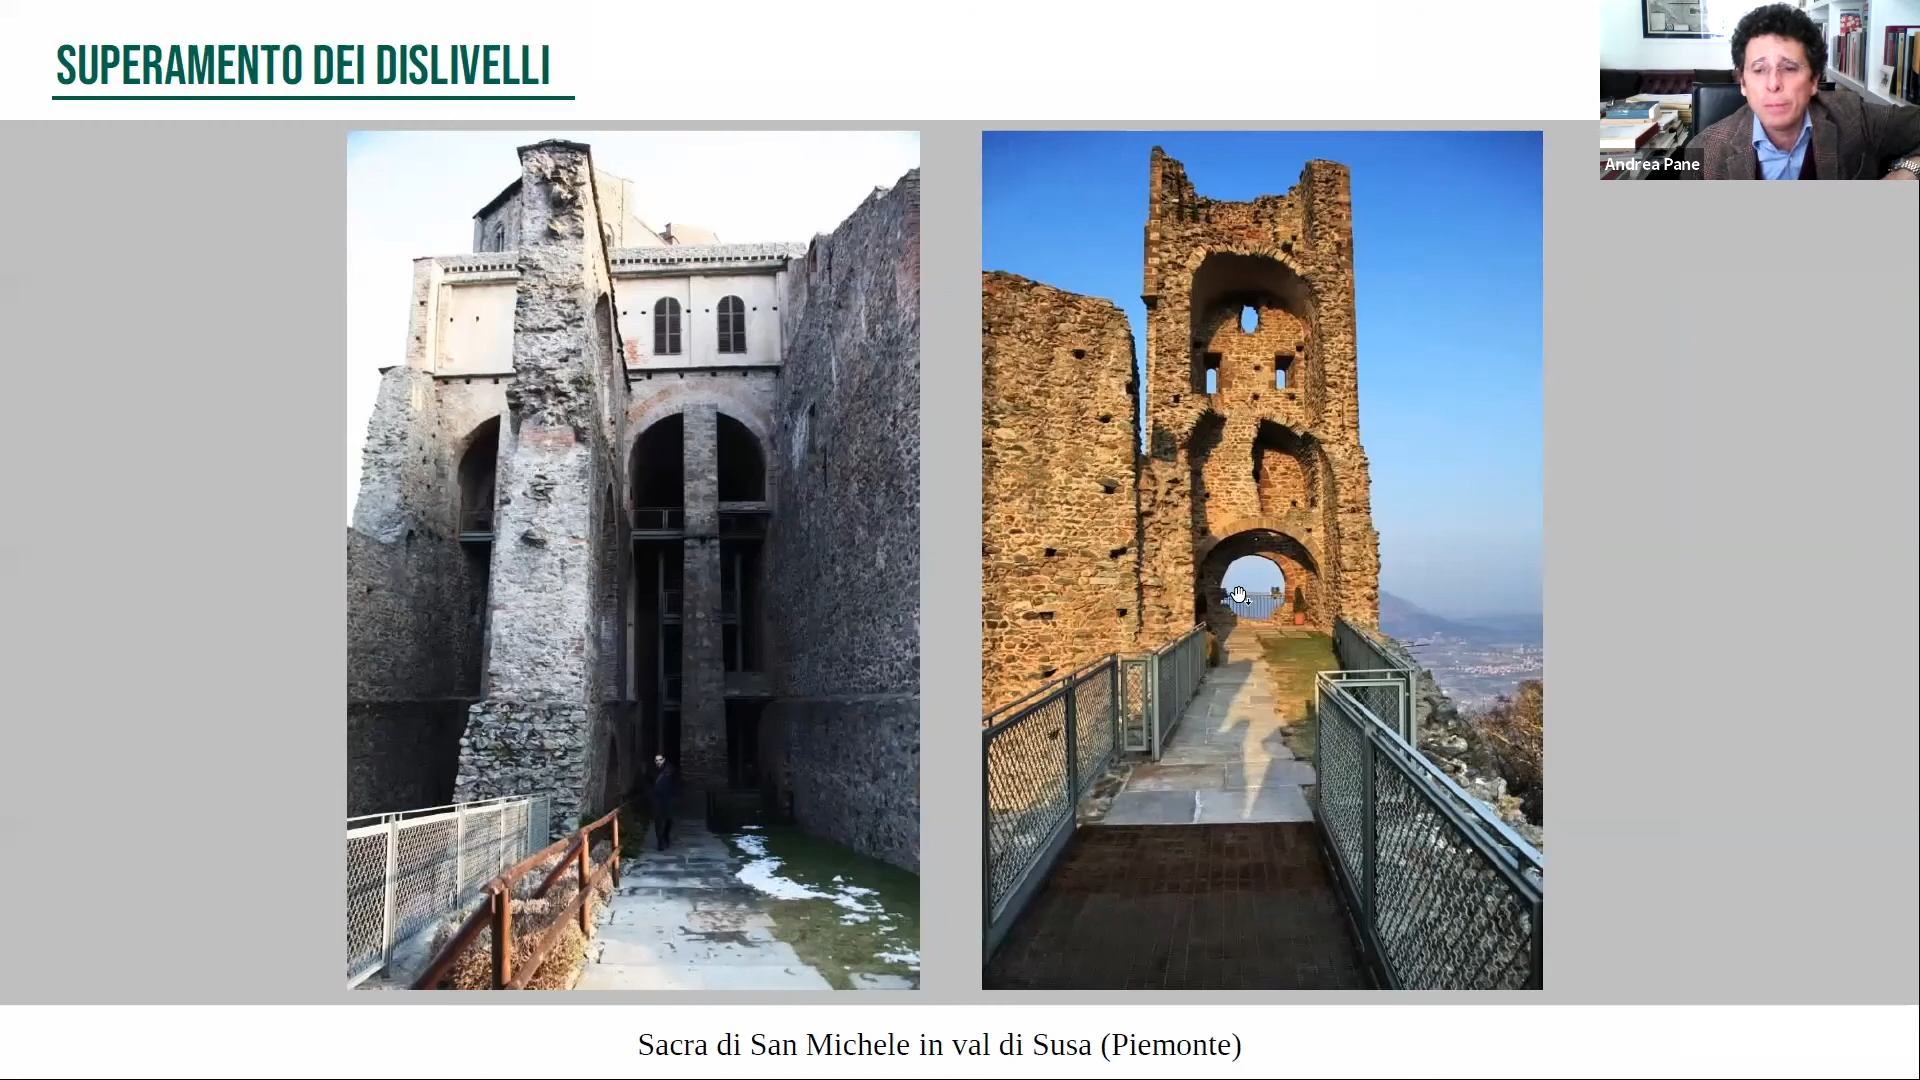 SUPERAMENTO DEI DISLIVELLI
Andrea Pane
Sacra di San Michele in val di Susa (Piemonte)